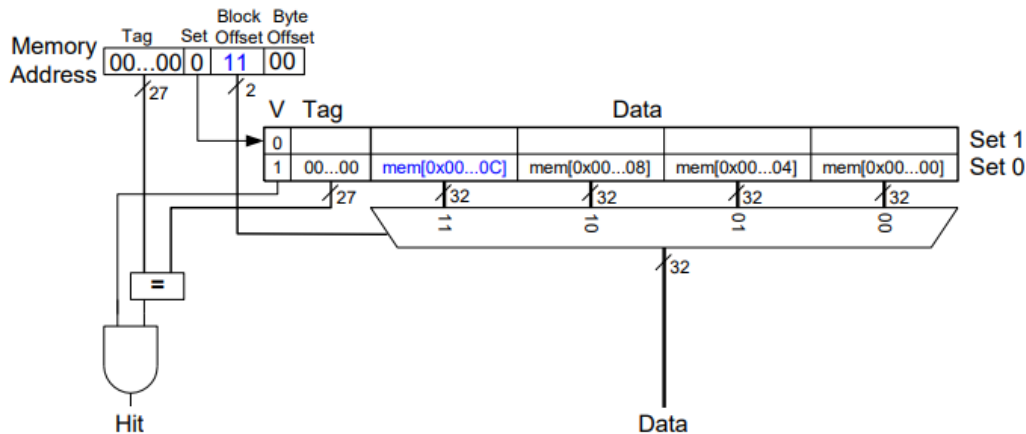 Block Byte
Tag Set Offset Offset
Memory Address 00...00 0 11 00
27 2
V Tag Data
0 Set 1
1 00...00 mem[0x00...0C] mem[0x00...08] mem[0x00...04] mem[0x00...00] Set 0
27 32 32 32 32
11 10 01 00
32
=
Hit Data